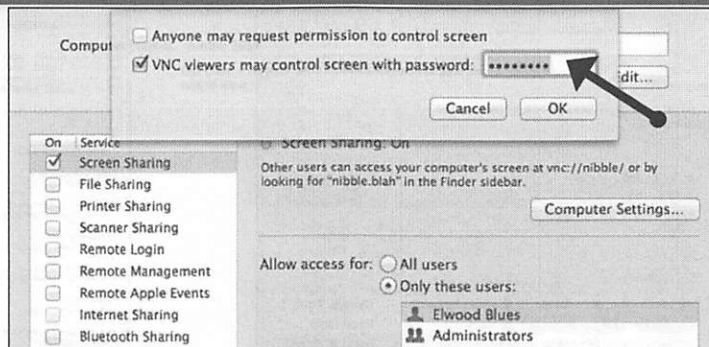 Anyone may request permission to control screen
VNC viewers may control screen with password: ••••••••
Cancel OK
On Service
Screen Sharing
File Sharing
Printer Sharing
Scanner Sharing
Remote Login
Remote Management
Remote Apple Events
Internet Sharing
Bluetooth Sharing
Screen Sharing: On
Other users can access your computer's screen at vnc://nibble/ or by
looking for "nibble.blah" in the Finder sidebar.
Computer Settings...
Allow access for: All users
Only these users:
Elwood Blues
Administrators